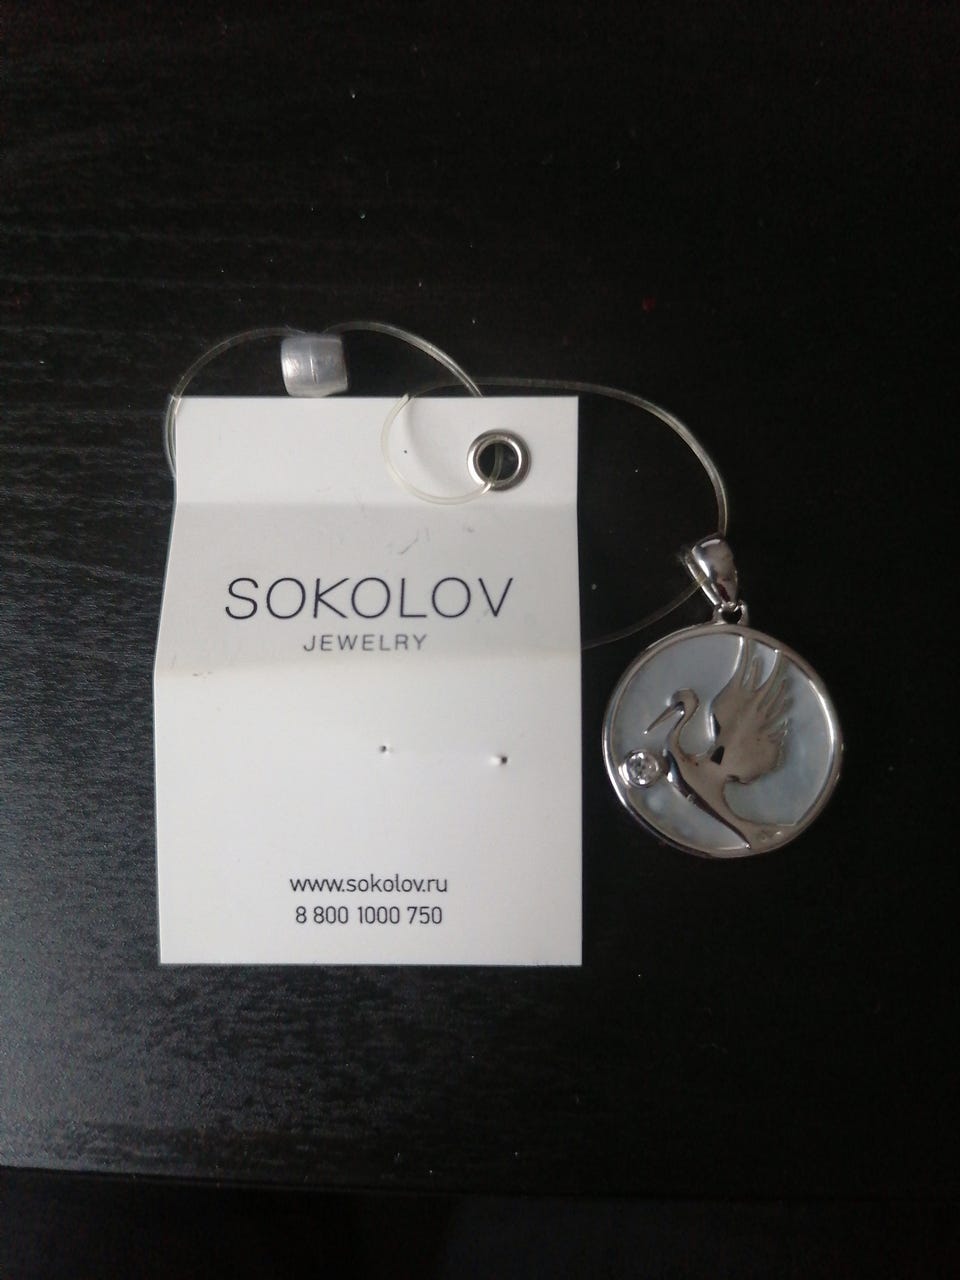 SOKOLOV
JEWELRY
www.sokolov.ru
8 800 1000 750